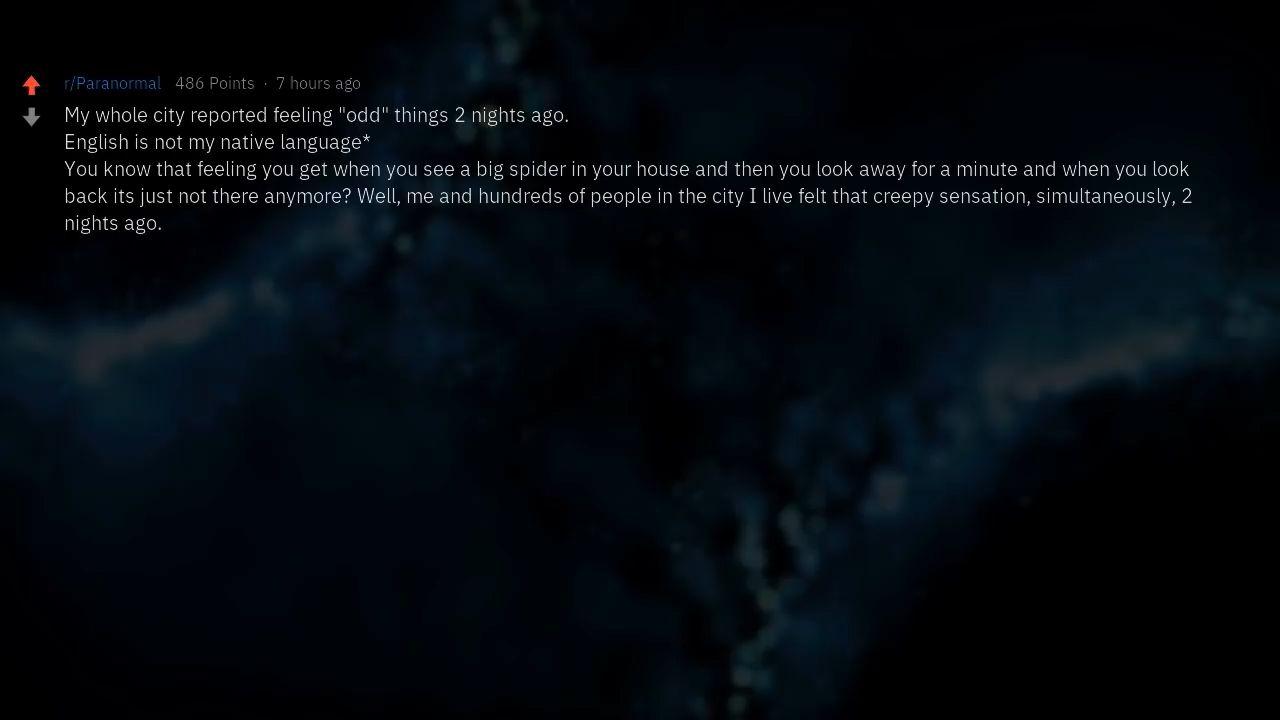 r/Paranormal 486 Points · 7 hours ago
My whole city reported feeling "odd" things 2 nights ago.
English is not my native language*
You know that feeling you get when you see a big spider in your house and then you look away for a minute and when you look
back its just not there anymore? Well, me and hundreds of people in the city I live felt that creepy sensation, simultaneously, 2
nights ago.